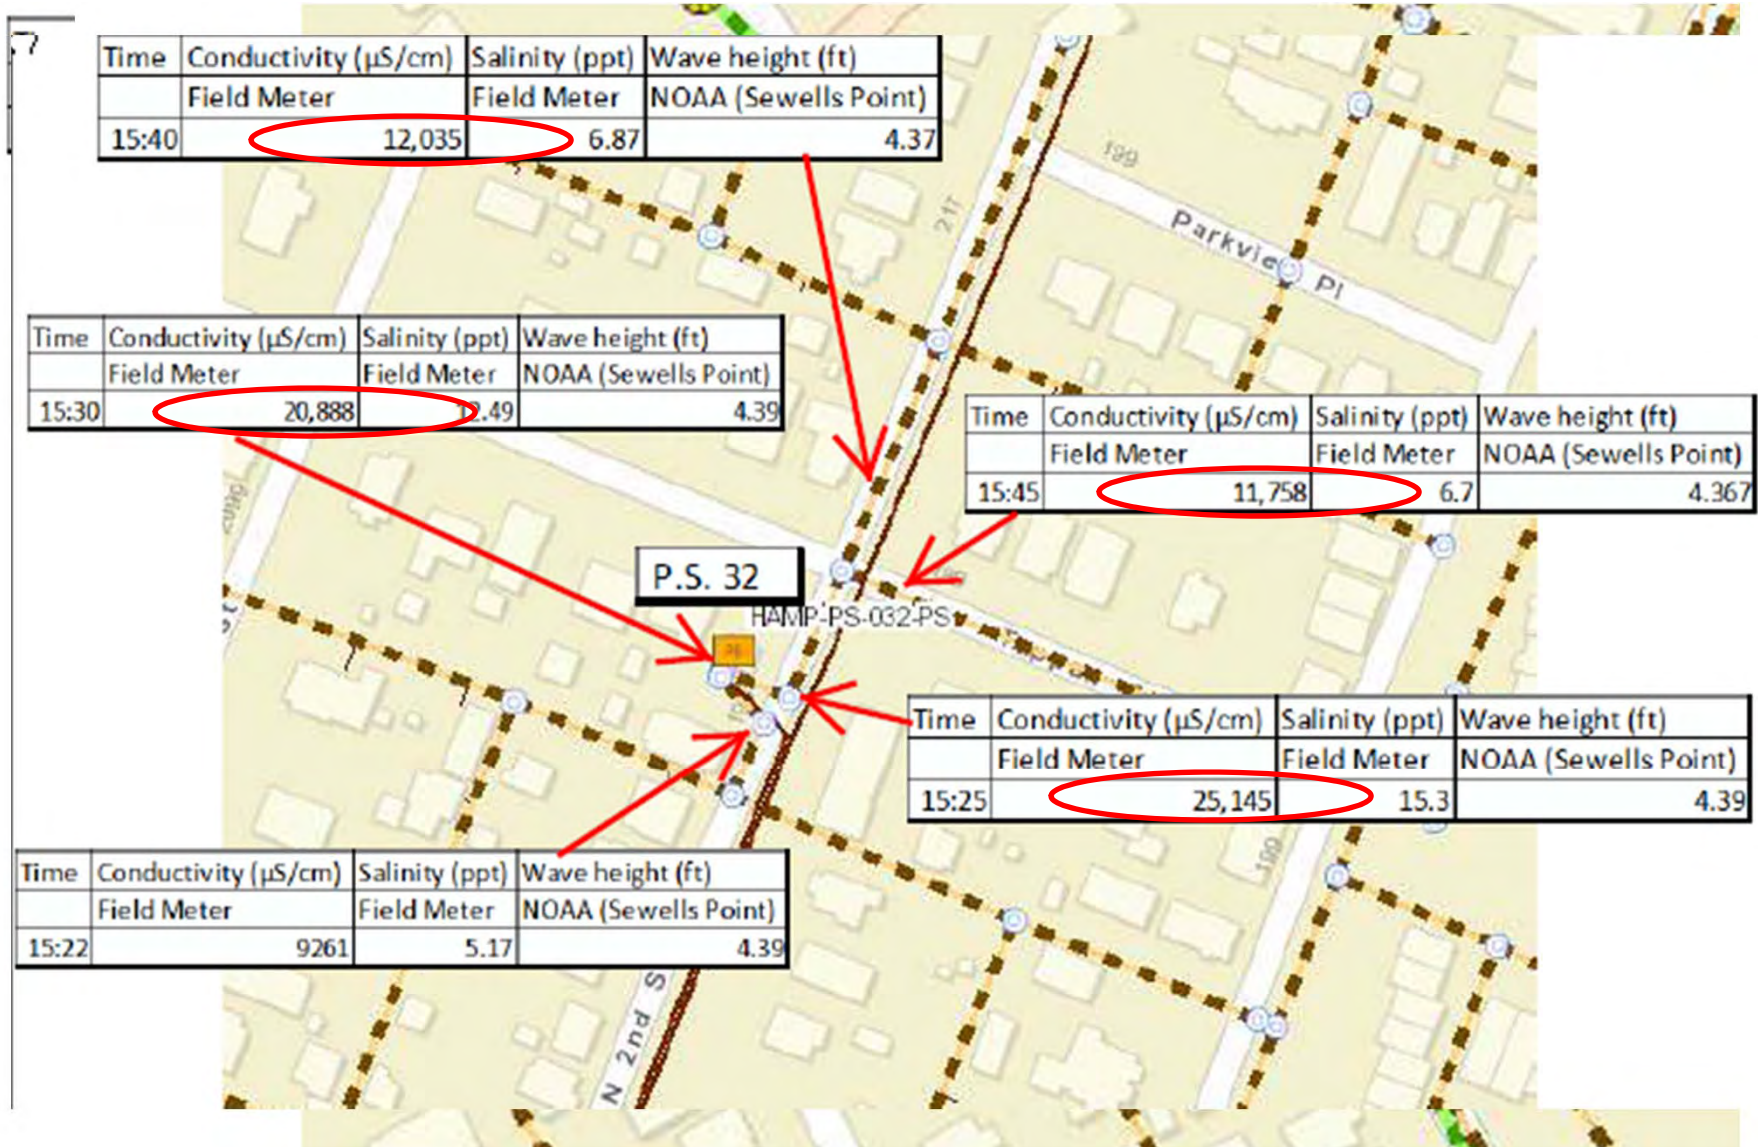 Time Conductivity (µS/cm) Salinity (ppt) Wave height (ft)
Field Meter Field Meter NOAA (Sewells Point)
15:40 12,035 6.87 4.37
199
217
Parkview Pl
Time Conductivity (µS/cm) Salinity (ppt) Wave height (ft)
Field Meter Field Meter NOAA (Sewells Point)
15:30 20,888 12.49 4.39
Time Conductivity (µS/cm) Salinity (ppt) Wave height (ft)
Field Meter Field Meter NOAA (Sewells Point)
15:45 11,758 6.7 4.367
P.S. 32
HAMP-PS-032-PS
Time Conductivity (µS/cm) Salinity (ppt) Wave height (ft)
Field Meter Field Meter NOAA (Sewells Point)
15:25 25,145 15.3 4.39
199
Time Conductivity (µS/cm) Salinity (ppt) Wave height (ft)
Field Meter Field Meter NOAA (Sewells Point)
15:22 9261 5.17 4.39
N 2nd S